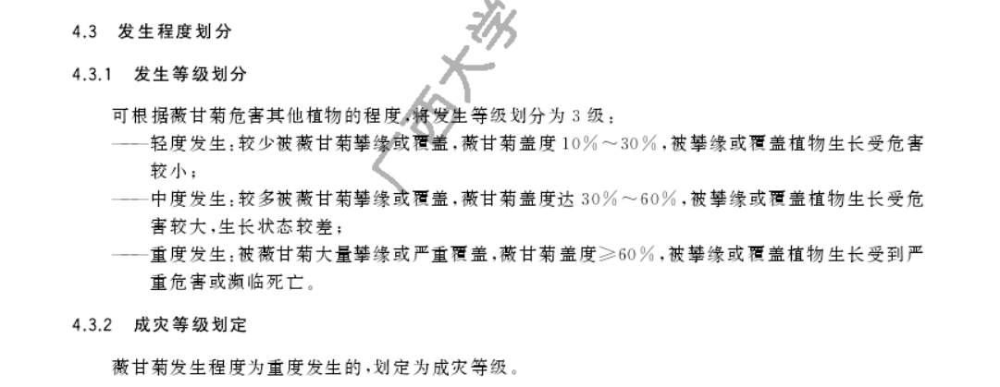 4.3 发生程度划分
4.3.1 发生等级划分
可根据薇甘菊危害其他植物的程度,将发生等级划分为 3 级:
——轻度发生:较少被薇甘菊攀缘或覆盖,薇甘菊盖度 10%～30%,被攀缘或覆盖植物生长受危害
较小;
——中度发生:较多被薇甘菊攀缘或覆盖,薇甘菊盖度达 30%～60%,被攀缘或覆盖植物生长受危
害较大,生长状态较差;
——重度发生:被薇甘菊大量攀缘或严重覆盖,薇甘菊盖度≥60%,被攀缘或覆盖植物生长受到严
重危害或濒临死亡。
4.3.2 成灾等级划定
薇甘菊发生程度为重度发生的,划定为成灾等级。
广西大学